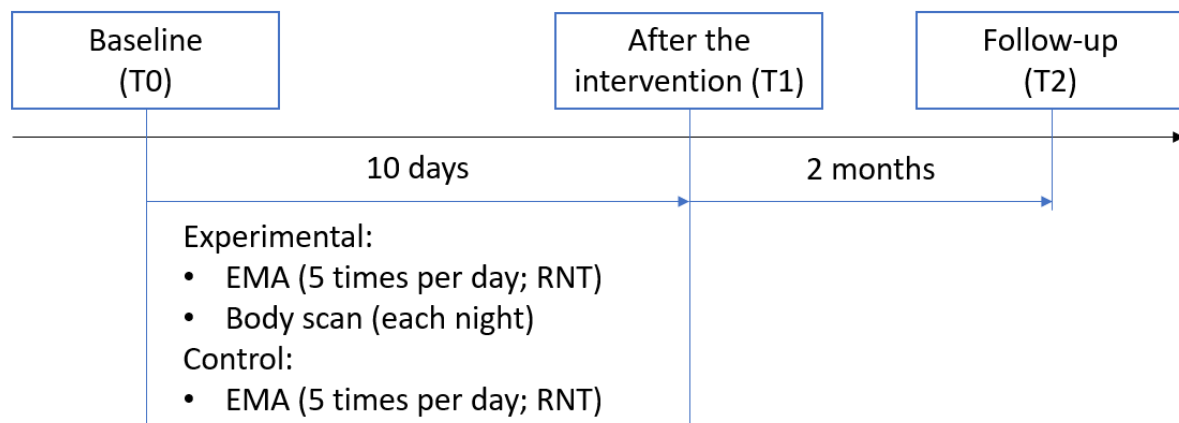 Baseline
(T0)
After the
intervention (T1)
Follow-up
(T2)
10 days
2 months
Experimental:
• EMA (5 times per day; RNT)
• Body scan (each night)
Control:
• EMA (5 times per day; RNT)